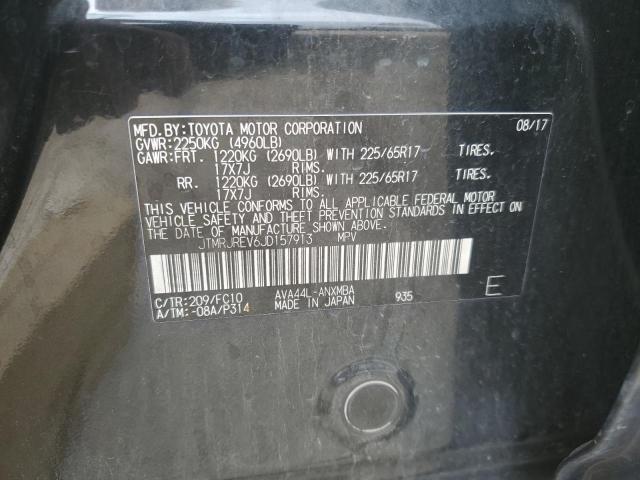 MFD.BY:TOYOTA MOTOR CORPORATION 08/17
GVWR:2250KG (4960LB)
GAWR:FRT. 1220KG (2690LB) WITH 225/65R17 TIRES.
17X7J RIMS.
RR. 1220KG (2690LB) WITH 225/65R17 TIRES.
17X7J RIMS.
THIS VEHICLE CONFORMS TO ALL APPLICABLE FEDERAL MOTOR
VEHICLE SAFETY AND THEFT PREVENTION STANDARDS IN EFFECT ON
THE DATE OF MANUFACTURE SHOWN ABOVE.
JTMRJREV6JD157913 MPV
C/TR:209/FC10 AVA44L-ANXMBA E
A/TM:-08A/P314 MADE IN JAPAN 935